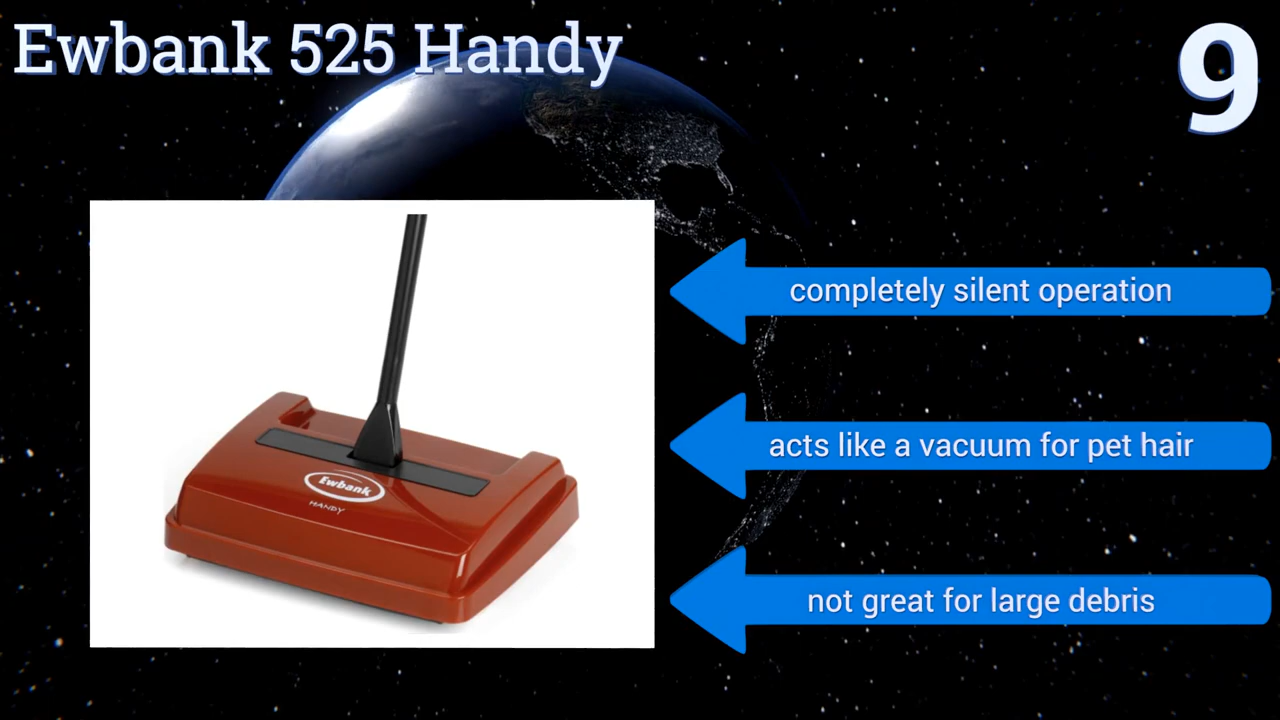 Ewbank 525 Handy
9
completely silent operation
acts like a vacuum for pet hair
not great for large debris
Ewbank
HANDY